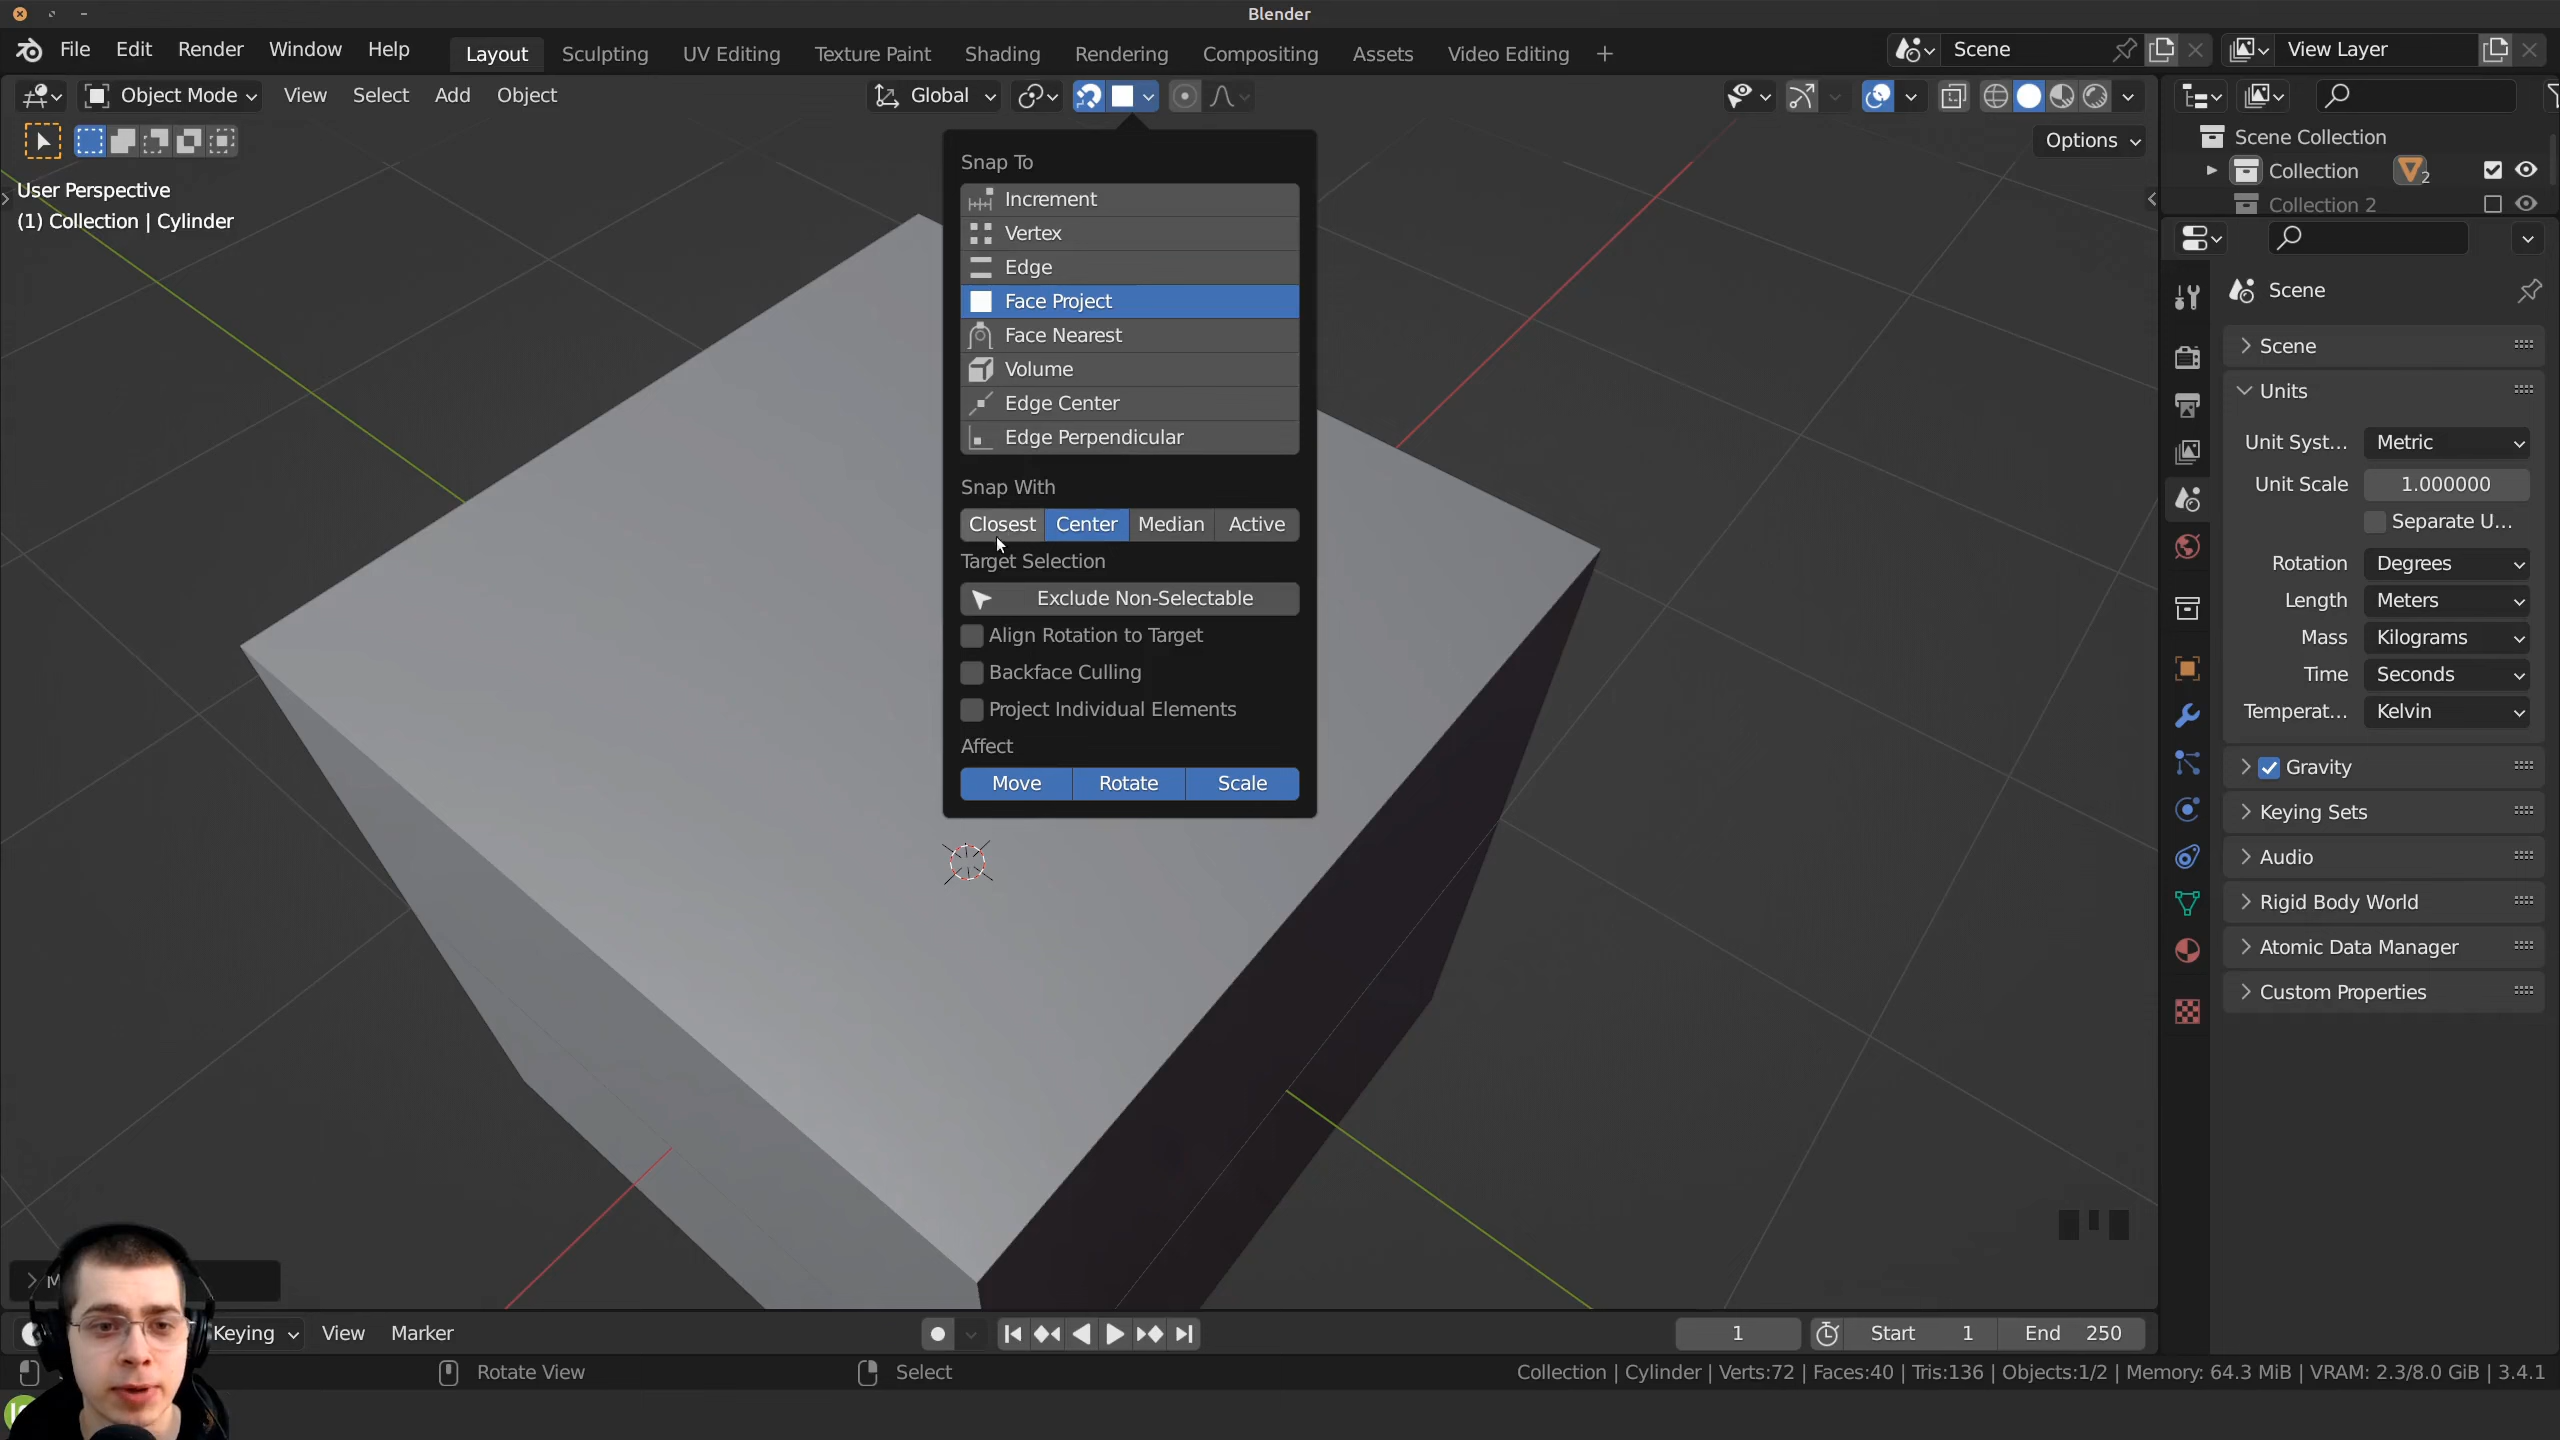 Blender
File Edit Render Window Help
Layout Sculpting UV Editing Texture Paint Shading Rendering Compositing Assets Video Editing +
Scene
View Layer
Object Mode View Select Add Object
Global
Options
User Perspective
(1) Collection | Cylinder
Snap To
Increment
Vertex
Edge
Face Project
Face Nearest
Volume
Edge Center
Edge Perpendicular
Snap With
Closest Center Median Active
Target Selection
Exclude Non-Selectable
Align Rotation to Target
Backface Culling
Project Individual Elements
Affect
Move Rotate Scale
Scene Collection
Collection 2
Collection 2
Scene
Scene
Units
Unit Syst... Metric
Unit Scale 1.000000
Separate U...
Rotation Degrees
Length Meters
Mass Kilograms
Time Seconds
Temperat... Kelvin
Gravity
Keying Sets
Audio
Rigid Body World
Atomic Data Manager
Custom Properties
Keying View Marker
1
Start 1
End 250
Rotate View
Select
Collection | Cylinder | Verts:72 | Faces:40 | Tris:136 | Objects:1/2 | Memory: 64.3 MiB | VRAM: 2.3/8.0 GiB | 3.4.1